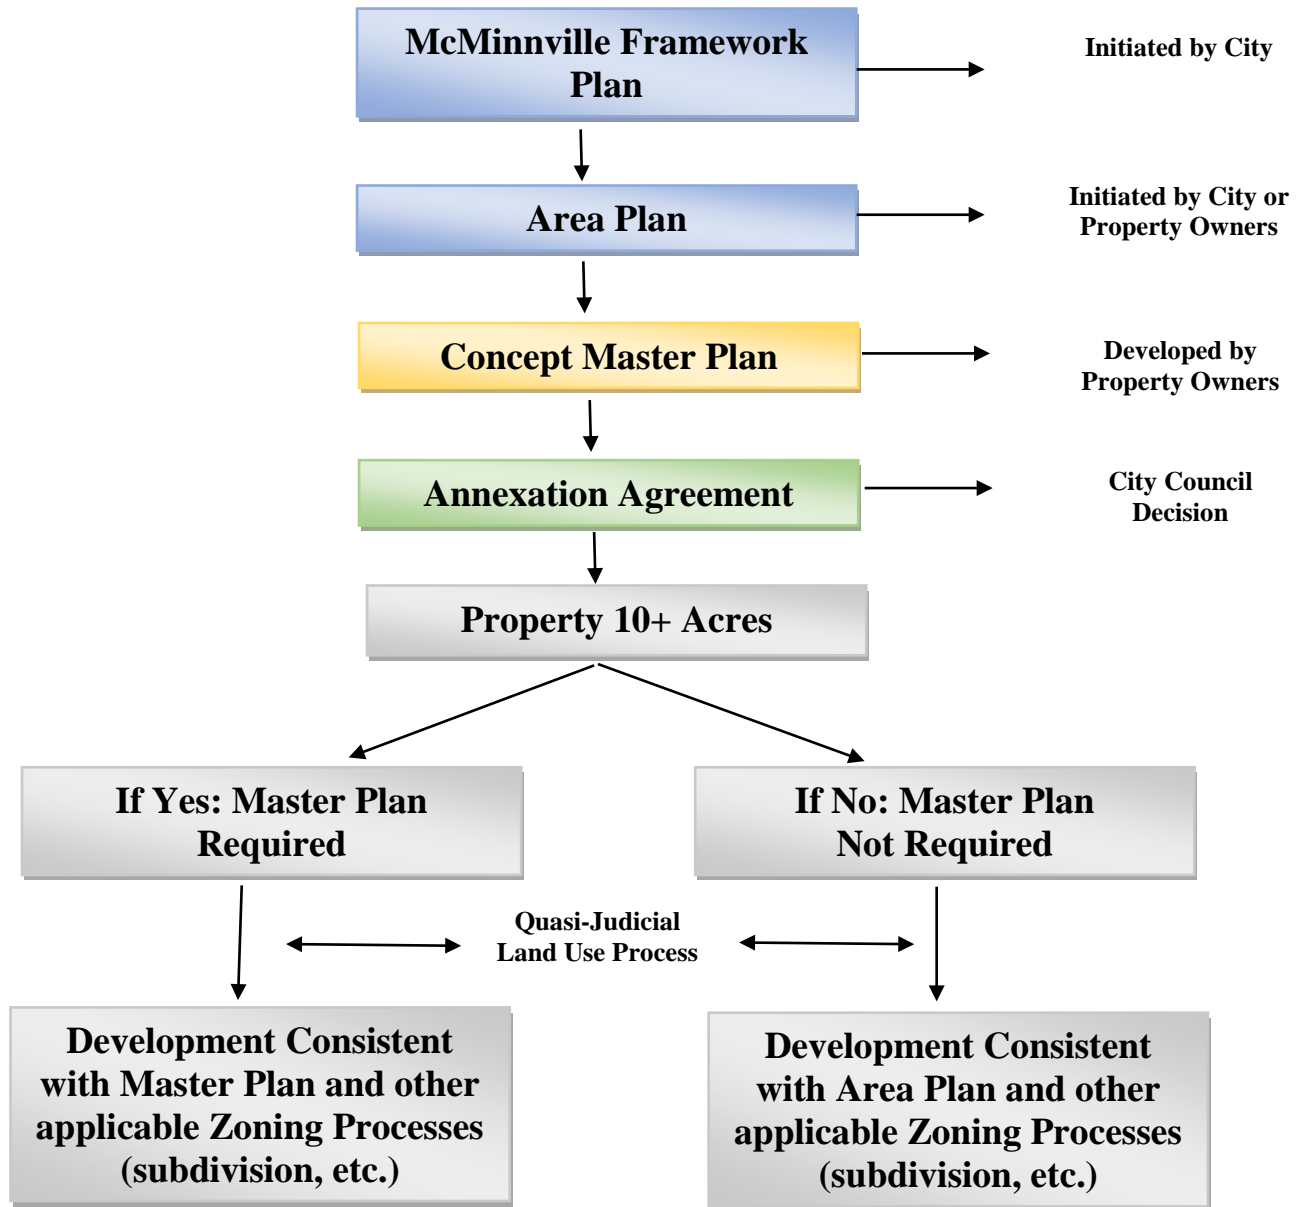 McMinnville Framework
Plan
Initiated by City
Area Plan
Initiated by City or
Property Owners
Concept Master Plan
Developed by
Property Owners
Annexation Agreement
City Council
Decision
Property 10+ Acres
If Yes: Master Plan
Required
If No: Master Plan
Not Required
Quasi-Judicial
Land Use Process
Development Consistent
with Master Plan and other
applicable Zoning Processes
(subdivision, etc.)
Development Consistent
with Area Plan and other
applicable Zoning Processes
(subdivision, etc.)